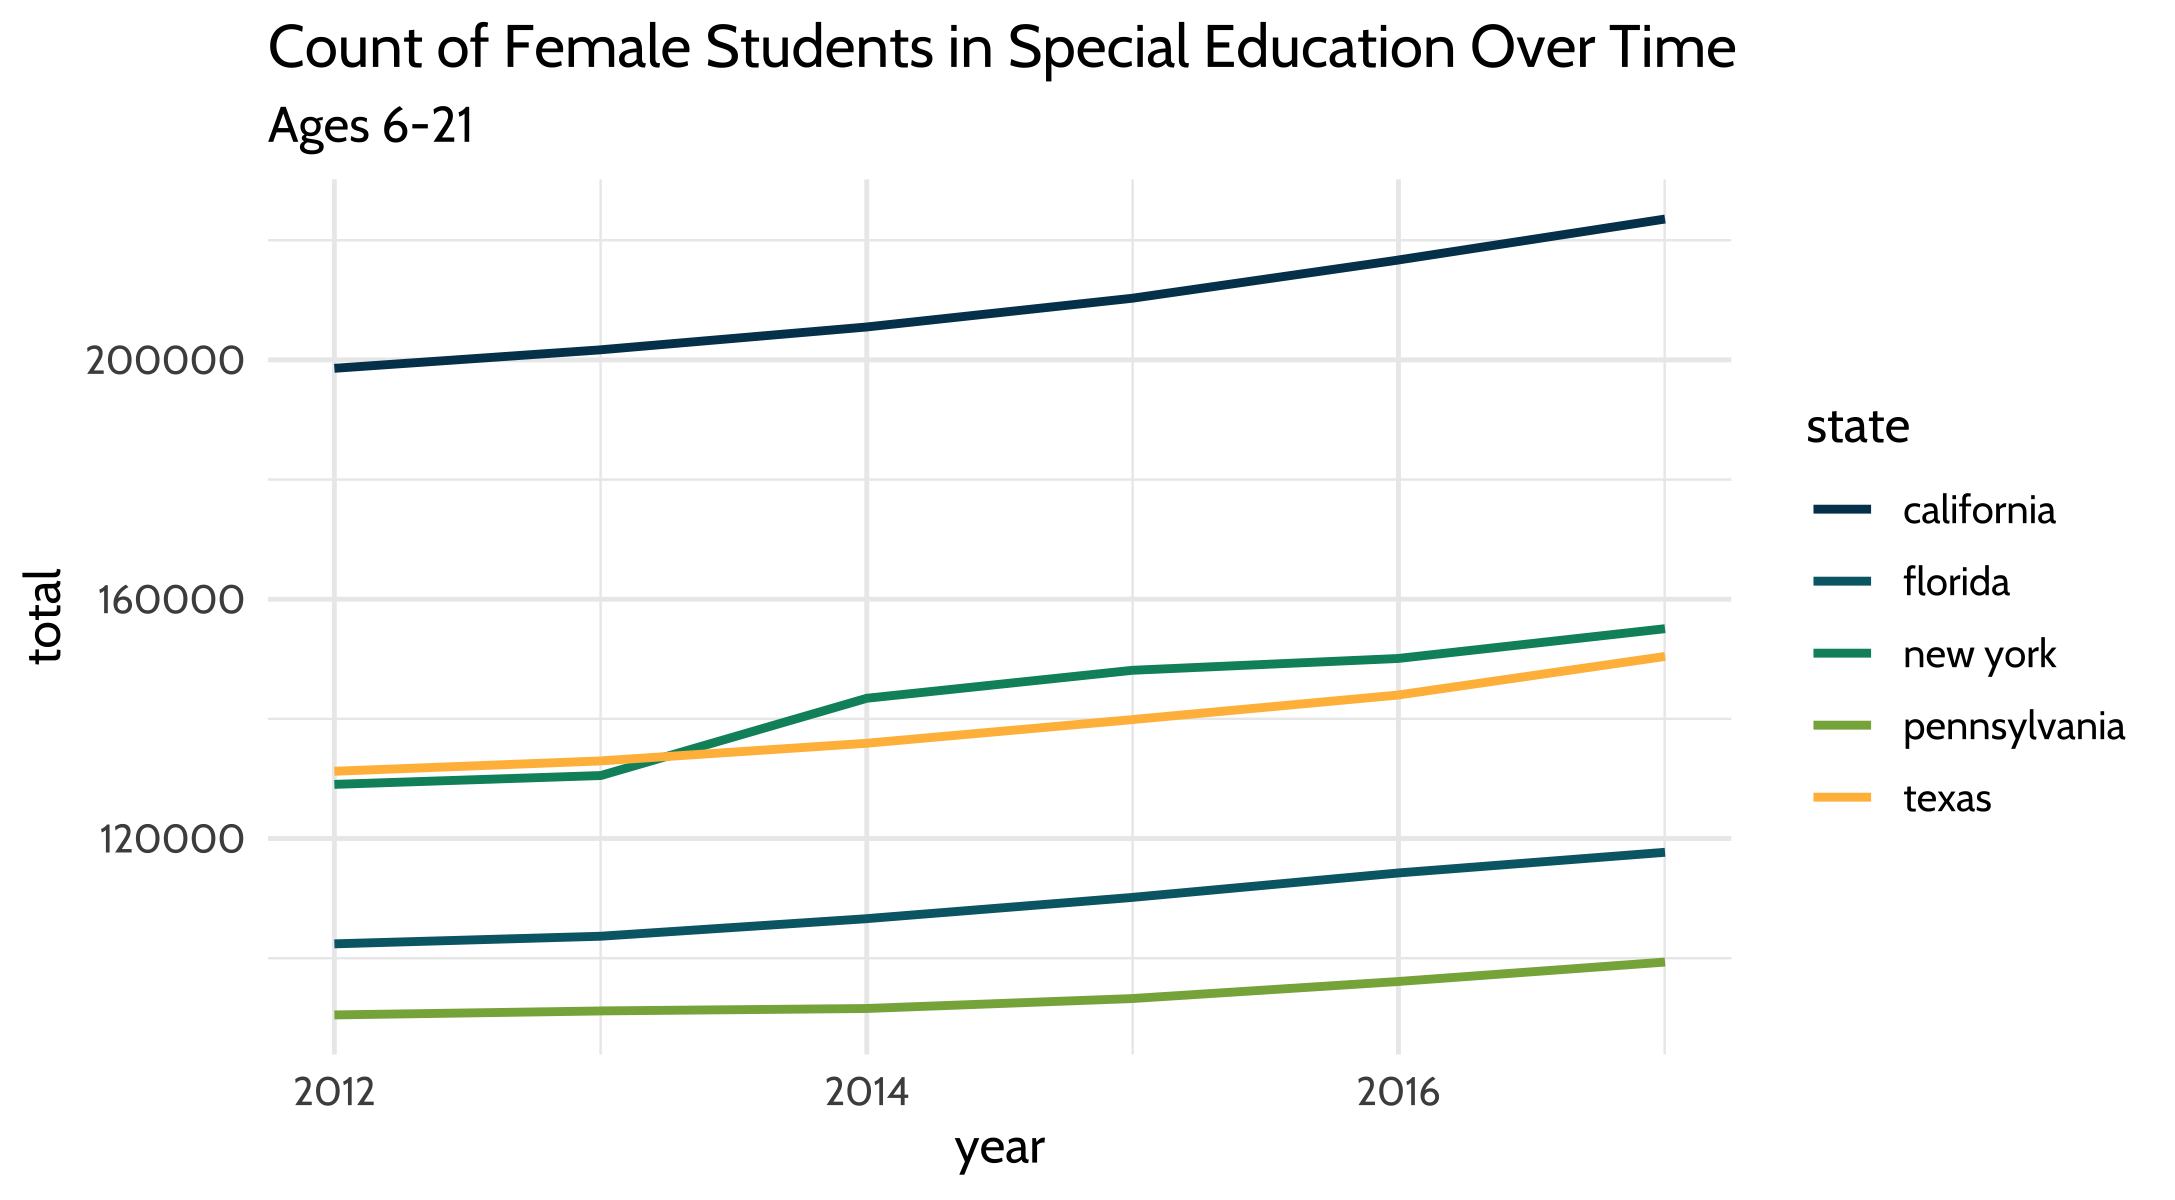 Count of Female Students in Special Education Over Time
Ages 6-21
total
200000
160000
120000
2012
2014
2016
year
state
california
florida
new york
pennsylvania
texas